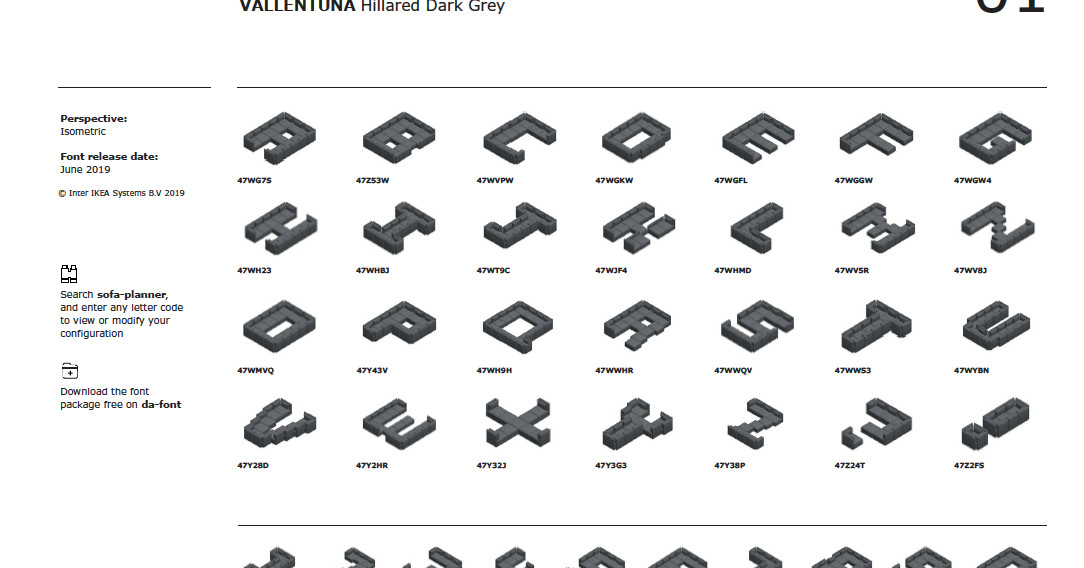 VALLENTUNA Hillared Dark Grey
01
Perspective:
Isometric
Font release date:
June 2019
© Inter IKEA Systems B.V 2019
Search sofa-planner,
and enter any letter code
to view or modify your
configuration
Download the font
package free on da-font
47WG7S 47Z53W 47WVPW 47WGKW 47WGFL 47WGGW 47WGW4
47WH23 47WHBJ 47WT9C 47WJF4 47WHMD 47WV5R 47WV8J
47WMVQ 47Y43V 47WH9H 47WWHR 47WWQV 47WWS3 47WYBN
47Y28D 47Y2HR 47Y32J 47Y3G3 47Y38P 47Z24T 47Z2FS